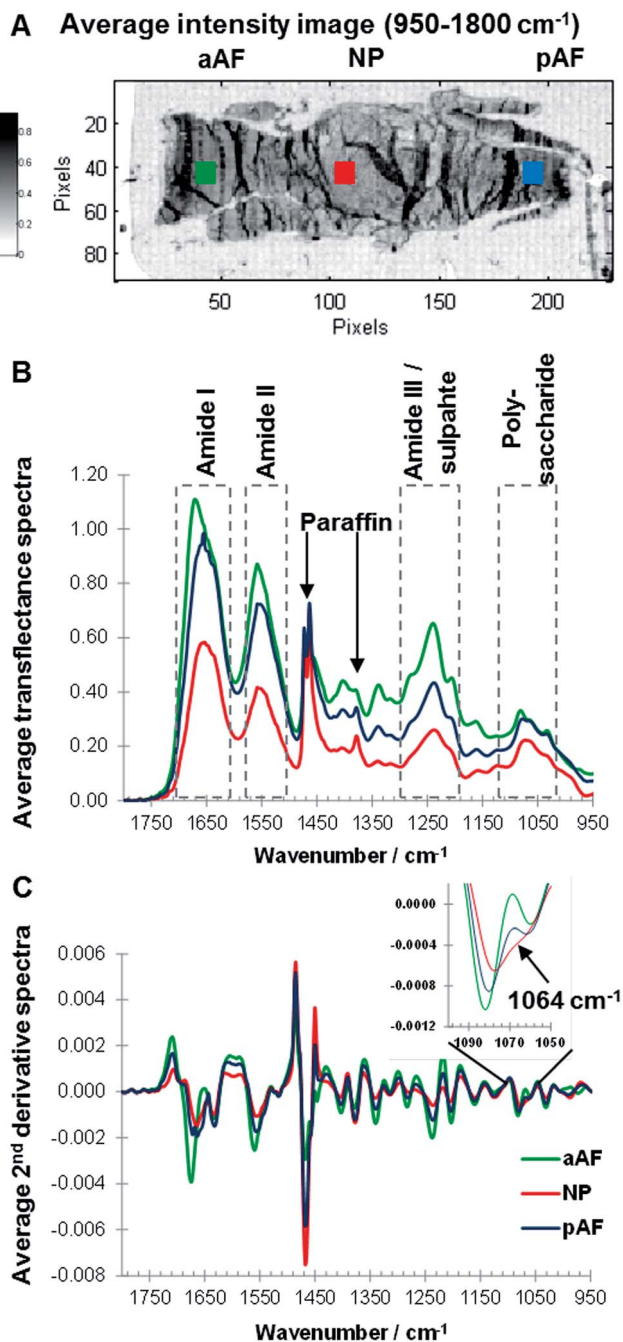 A Average intensity image (950-1800 cm-1)
aAF NP pAF
0.8
0.6
0.4
0.2
0
20
40
60
80
Pixels
50 100 150 200
Pixels
B
Amide I
Amide II
Amide III /
sulpahte
Poly-
saccharide
Paraffin
1.20
1.00
0.80
0.60
0.40
0.20
0.00
Average transflectance spectra
1750 1650 1550 1450 1350 1250 1150 1050 950
Wavenumber / cm-1
C
0.0000
-0.0004
-0.0008
-0.0012
1090 1070 1050
1064 cm-1
0.006
0.004
0.002
0.000
-0.002
-0.004
-0.006
-0.008
Average 2nd derivative spectra
aAF
NP
pAF
1750 1650 1550 1450 1350 1250 1150 1050 950
Wavenumber / cm-1